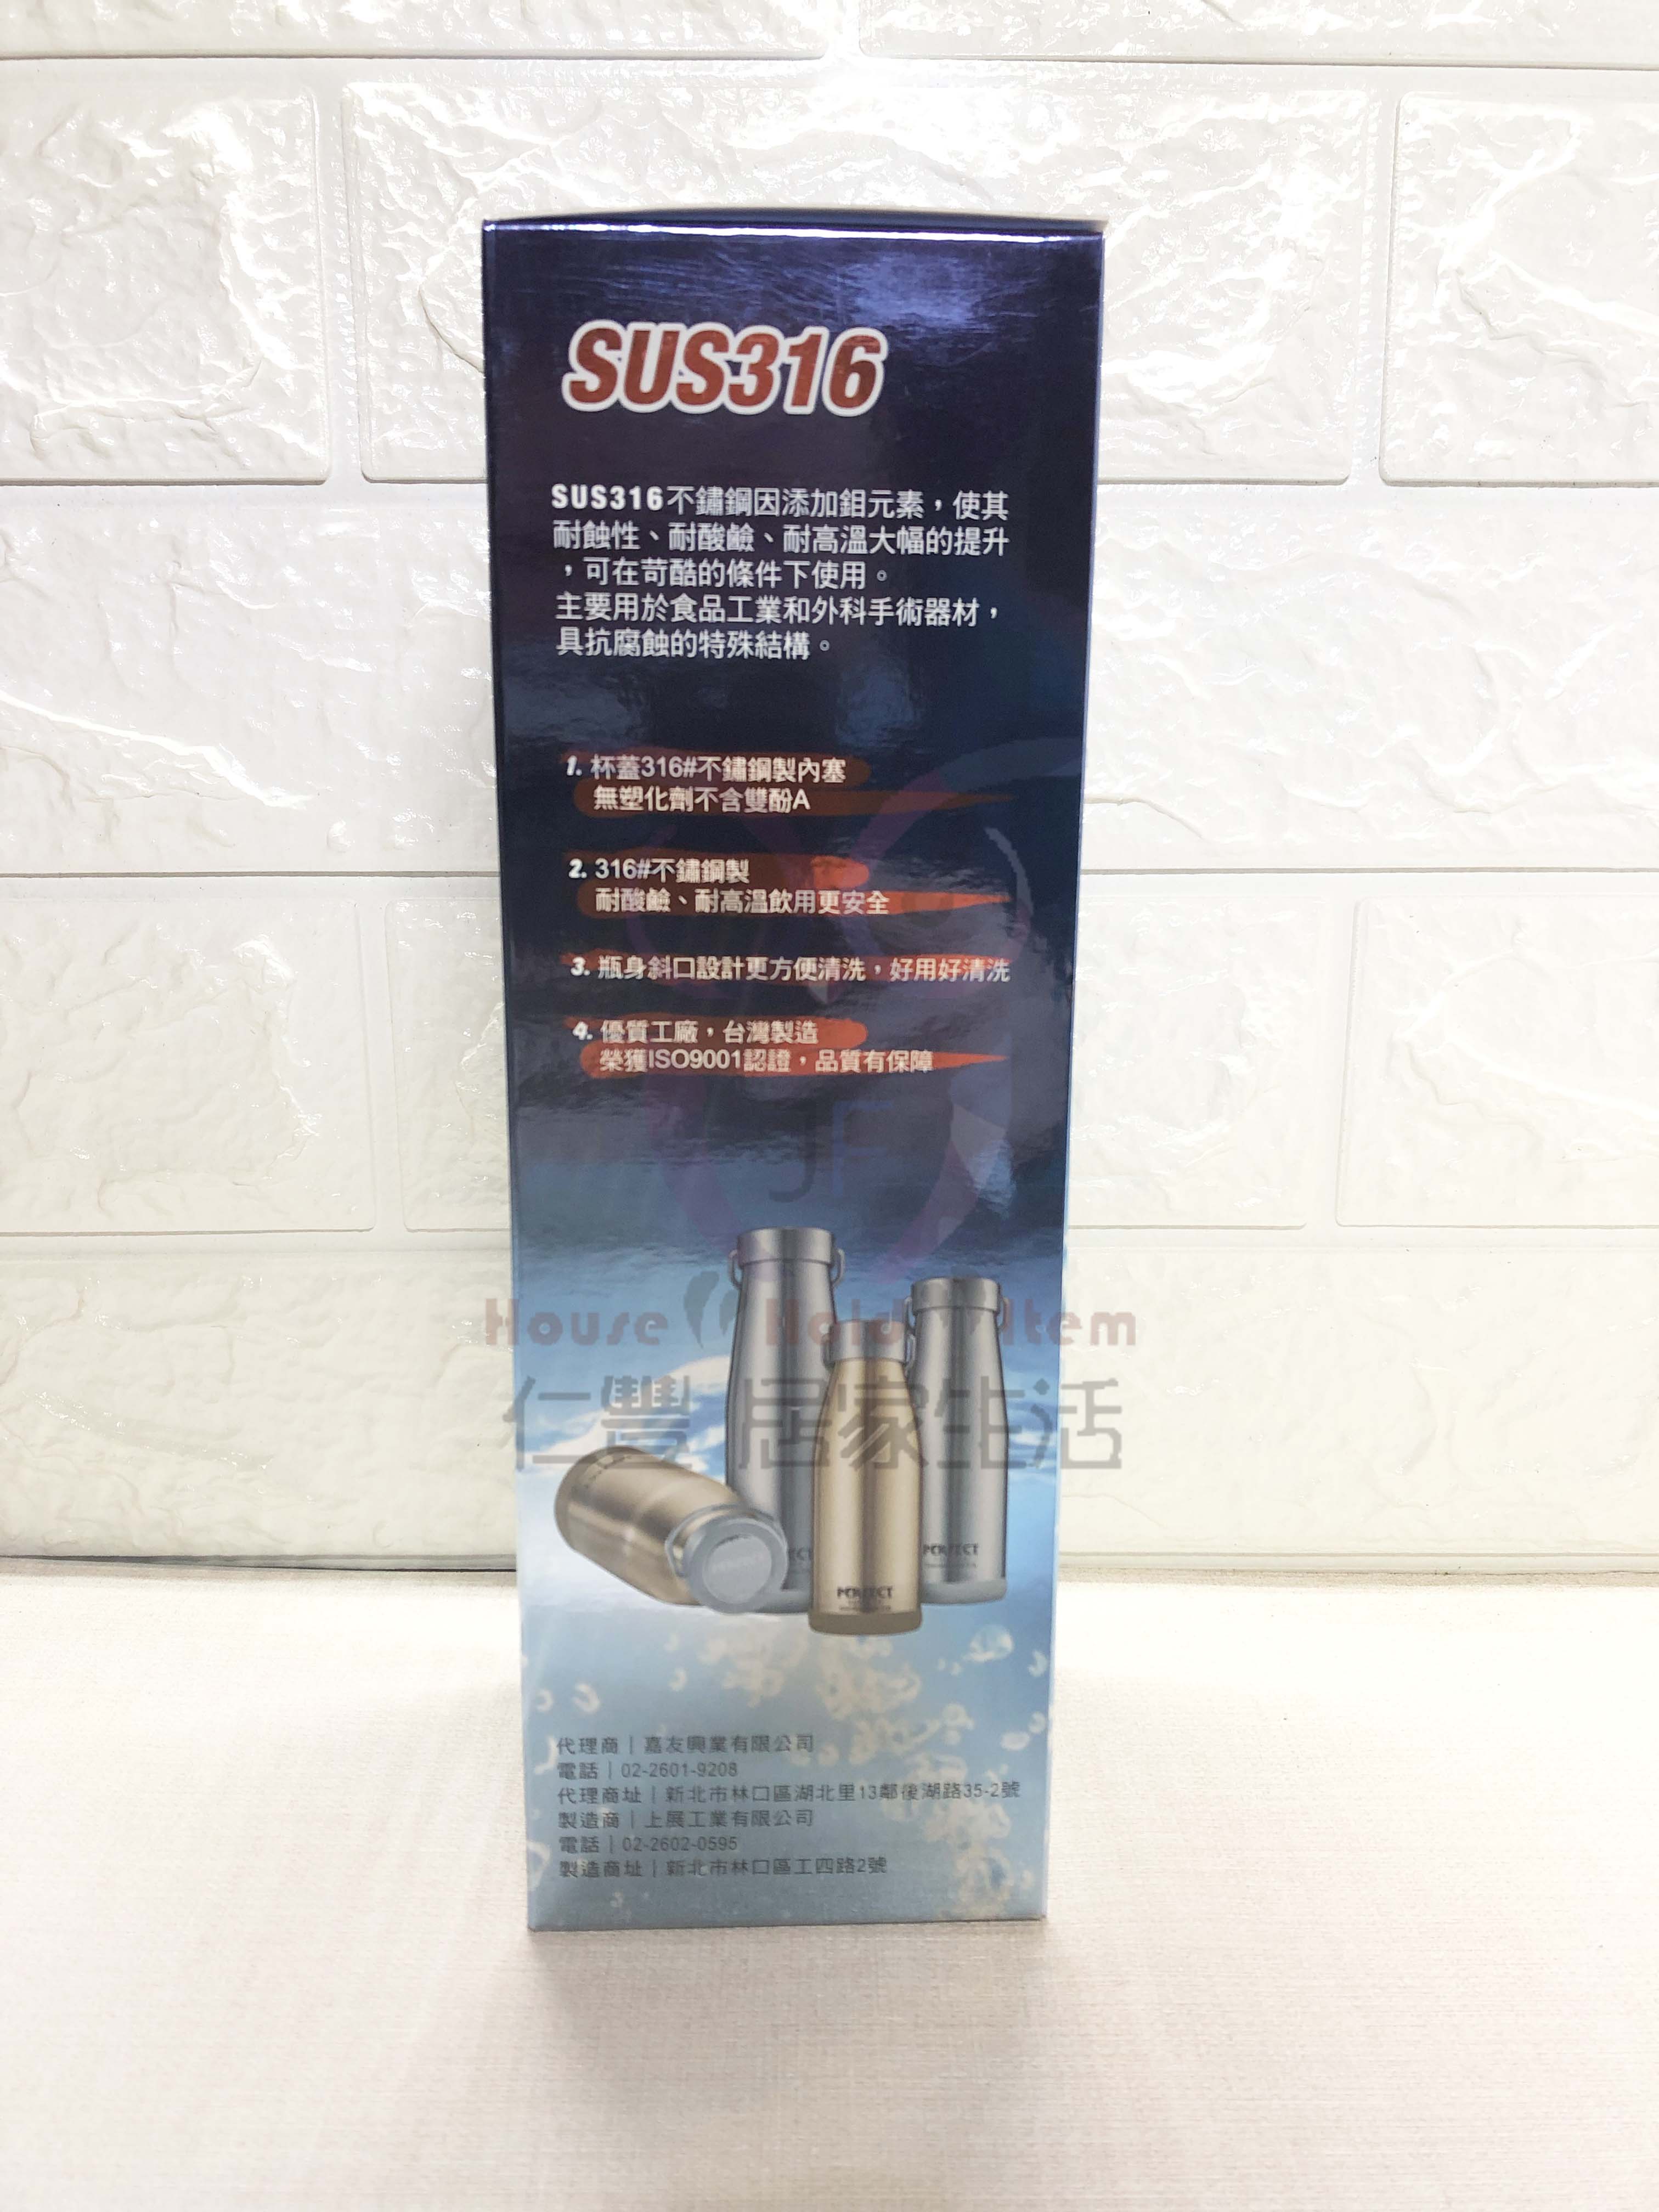 SUS316
SUS316不鏽鋼因添加鉬元素，使其
耐蝕性、耐酸鹼、耐高溫大幅的提升
，可在苛酷的條件下使用。
主要用於食品工業和外科手術器材，
具抗腐蝕的特殊結構。
1. 杯蓋316#不鏽鋼製內塞
無塑化劑不含雙酚A
2. 316#不鏽鋼製
耐酸鹼、耐高溫飲用更安全
3. 瓶身斜口設計更方便清洗，好用好清洗
4. 優質工廠，台灣製造
榮獲ISO9001認證，品質有保障
JF
House Hold Item
仁豐 居家生活
PERFECT
PERFECT
PERFECT
代理商｜嘉友興業有限公司
電話｜02-2601-9208
代理商址｜新北市林口區湖北里13鄰後湖路35-2號
製造商｜上展工業有限公司
電話｜02-2602-0595
製造商址｜新北市林口區工四路2號